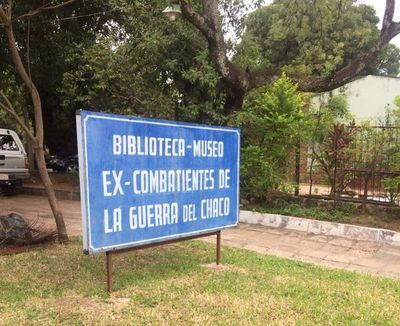 BIBLIOTECA-MUSEO
EX-COMBATIENTES DE
LA GUERRA DEL CHACO